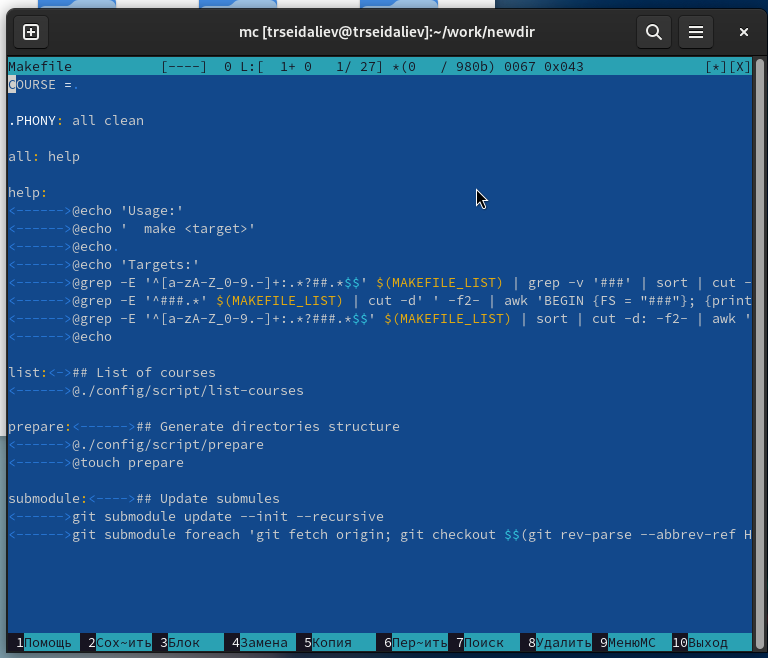 mc [trseidaliev@trseidaliev]:~/work/newdir
Makefile [----] 0 L:[ 1+ 0 1/ 27] *(0 / 980b) 0067 0x043 [*][X]
COURSE =.
.PHONY: all clean
all: help
help:
<------>@echo 'Usage:'
<------>@echo '  make <target>'
<------>@echo.
<------>@echo 'Targets:'
<------>@grep -E '^[a-zA-Z_0-9.-]+:.*?##.*$$' $(MAKEFILE_LIST) | grep -v '###' | sort | cut -
<------>@grep -E '^###.*' $(MAKEFILE_LIST) | cut -d' ' -f2- | awk 'BEGIN {FS = "###"}; {print
<------>@grep -E '^[a-zA-Z_0-9.-]+:.*?###.*$$' $(MAKEFILE_LIST) | sort | cut -d: -f2- | awk '
<------>@echo
list:<->## List of courses
<------>@./config/script/list-courses
prepare:<------>## Generate directories structure
<------>@./config/script/prepare
<------>@touch prepare
submodule:<---->## Update submules
<------>git submodule update --init --recursive
<------>git submodule foreach 'git fetch origin; git checkout $$(git rev-parse --abbrev-ref H
1Помощь 2Сох~ить 3Блок 4Замена 5Копия 6Пер~ить 7Поиск 8Удалить 9МенюMC 10Выход